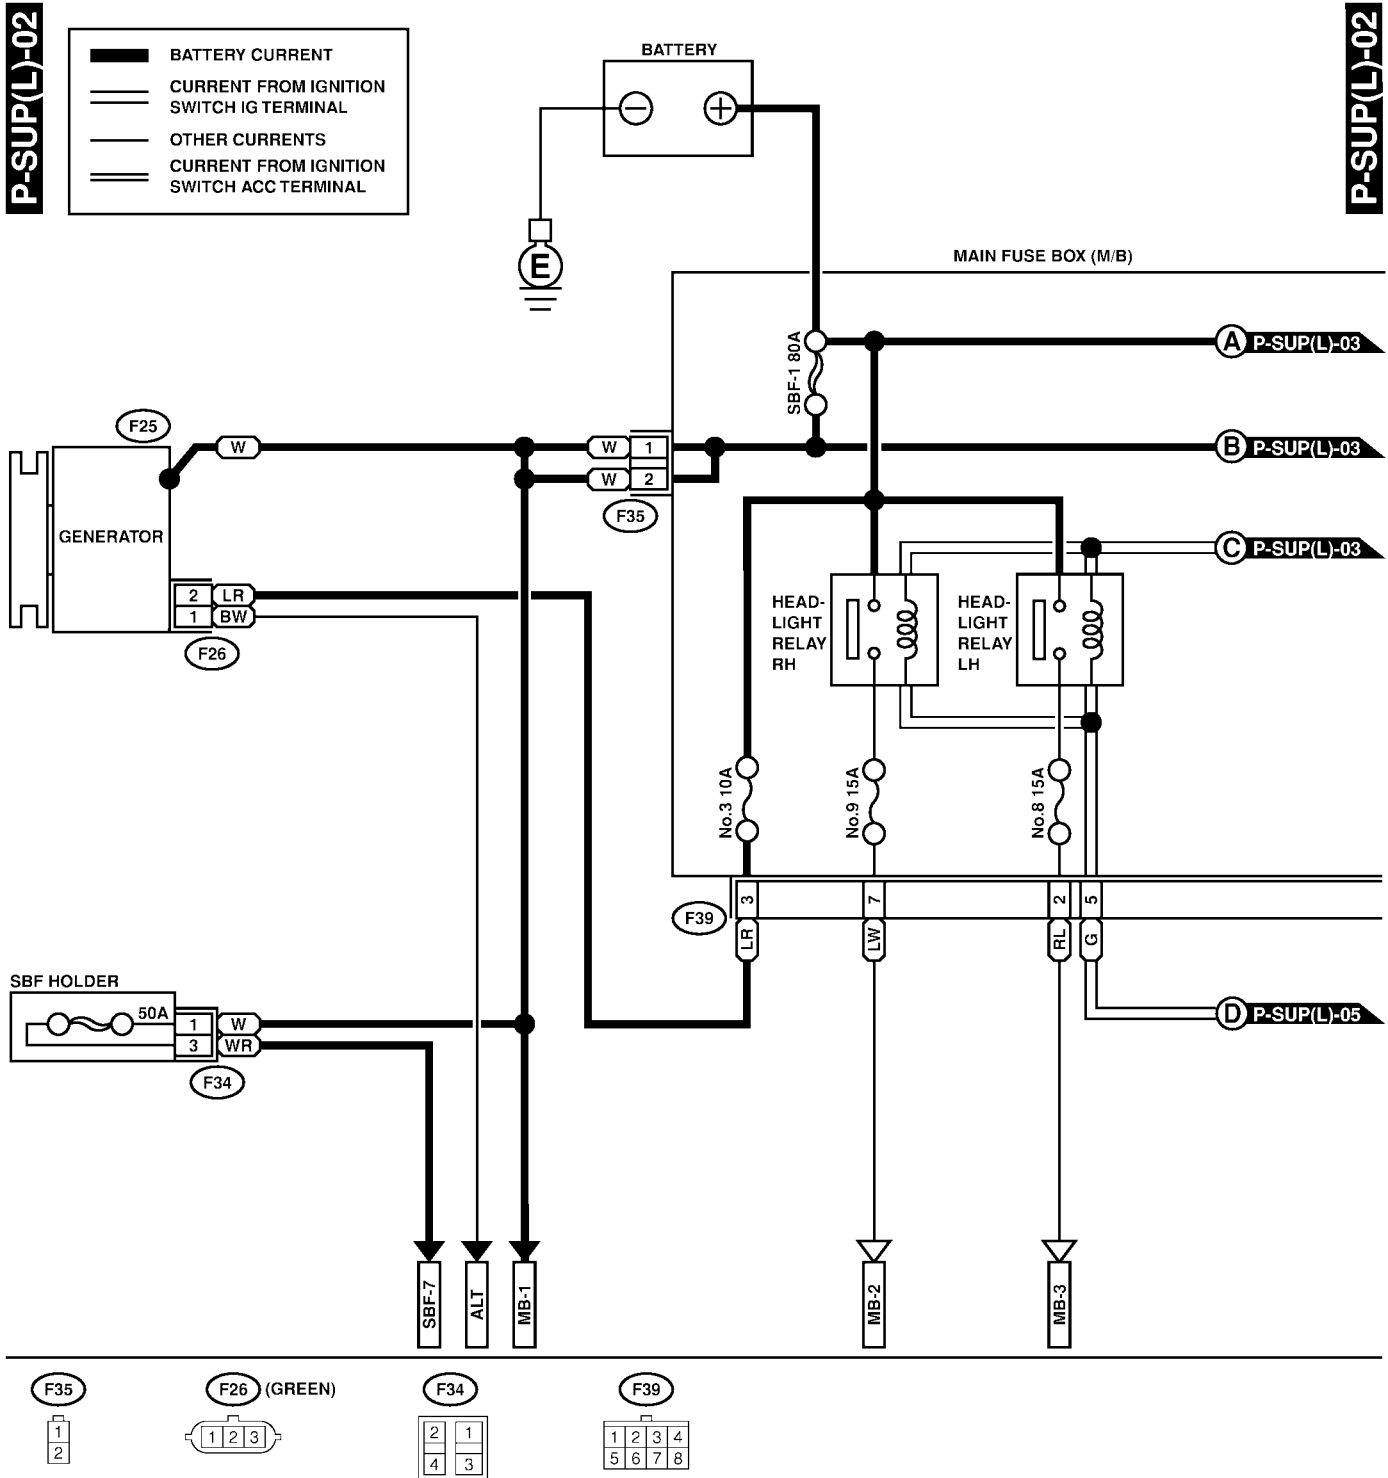 P-SUP(L)-02
P-SUP(L)-02
BATTERY CURRENT
CURRENT FROM IGNITION
SWITCH IG TERMINAL
OTHER CURRENTS
CURRENT FROM IGNITION
SWITCH ACC TERMINAL
BATTERY
− +
E
MAIN FUSE BOX (M/B)
SBF-1 80A
A P-SUP(L)-03
F25
W
W 1
B P-SUP(L)-03
W 2
F35
GENERATOR
C P-SUP(L)-03
2 LR
1 BW
F26
HEAD-
LIGHT
RELAY
RH
HEAD-
LIGHT
RELAY
LH
No.3 10A
No.9 15A
No.8 15A
F39
3
7
2
5
LR
LW
RL
G
SBF HOLDER
50A
1 W
3 WR
F34
D P-SUP(L)-05
SBF-7
ALT
MB-1
MB-2
MB-3
F35
1
2
F26 (GREEN)
1 2 3
F34
2 1
4 3
F39
1 2 3 4
5 6 7 8